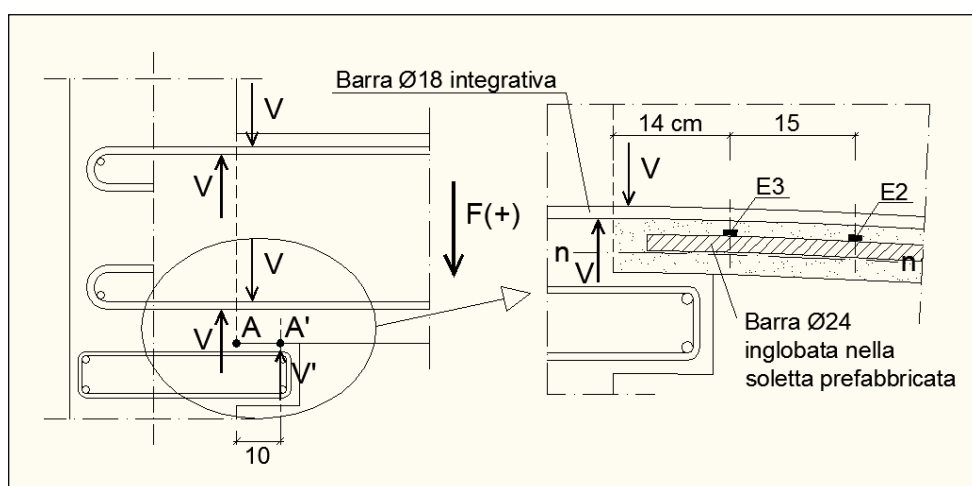 Barra Ø18 integrativa
14 cm
15
V
V
V
E3
E2
F(+)
V
V
n
V
n
V
A
A'
V'
10
Barra Ø24
inglobata nella
soletta prefabbricata